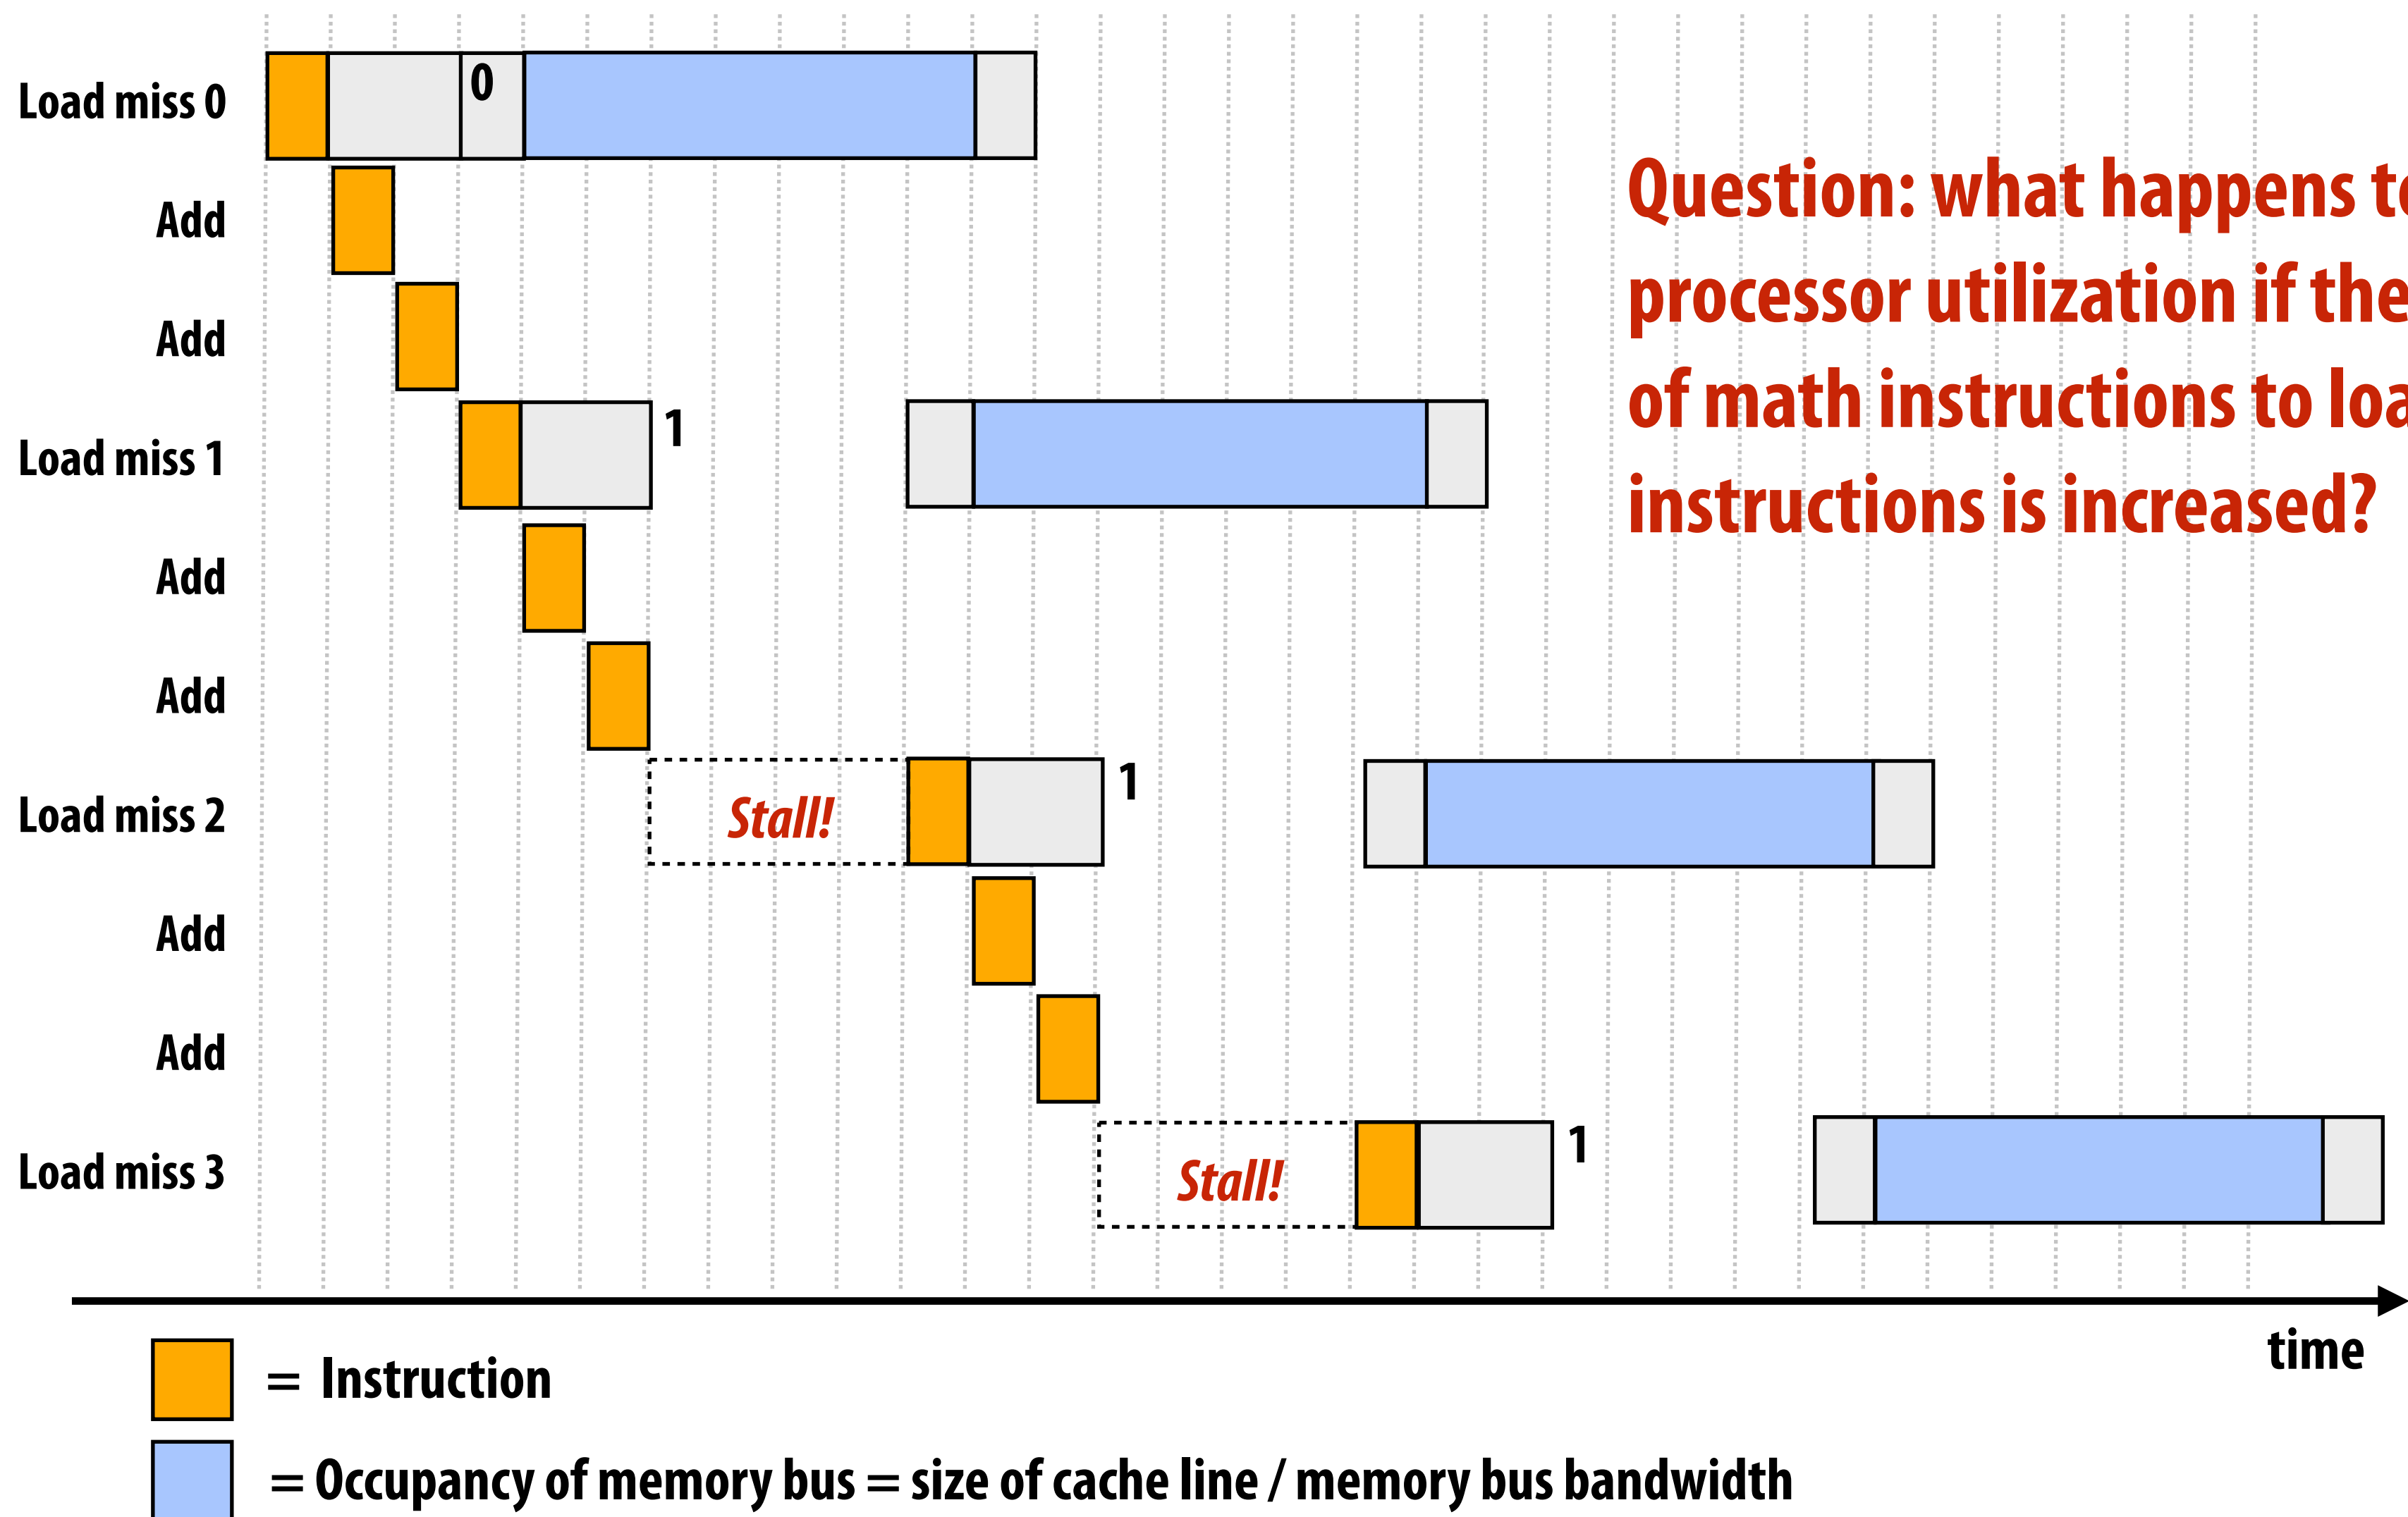 Load miss 0
0
Add
Add
Load miss 1
1
Add
Add
Load miss 2
Stall!
1
Add
Add
Load miss 3
Stall!
1
Question: what happens to
processor utilization if the
of math instructions to loa
instructions is increased?
time
= Instruction
= Occupancy of memory bus = size of cache line / memory bus bandwidth